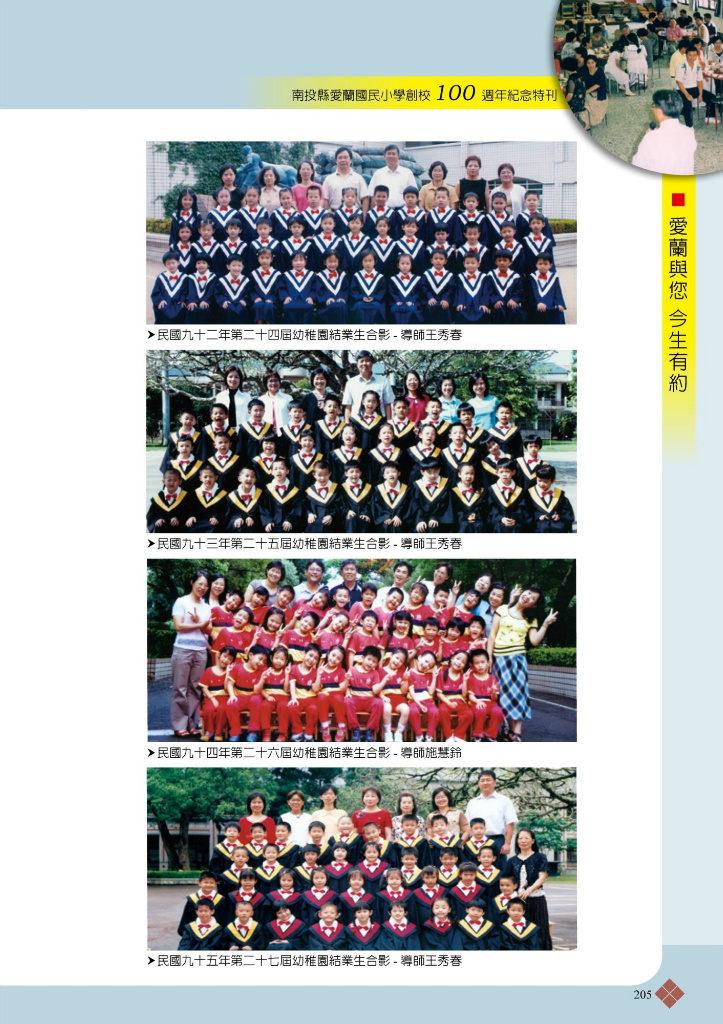 南投縣愛蘭國民小學創校 100 週年紀念特刊
■ 愛蘭與您 今生有約
➤民國九十二年第二十四屆幼稚園結業生合影 - 導師王秀春
➤民國九十三年第二十五屆幼稚園結業生合影 - 導師王秀春
➤民國九十四年第二十六屆幼稚園結業生合影 - 導師施慧鈴
➤民國九十五年第二十七屆幼稚園結業生合影 - 導師王秀春
205